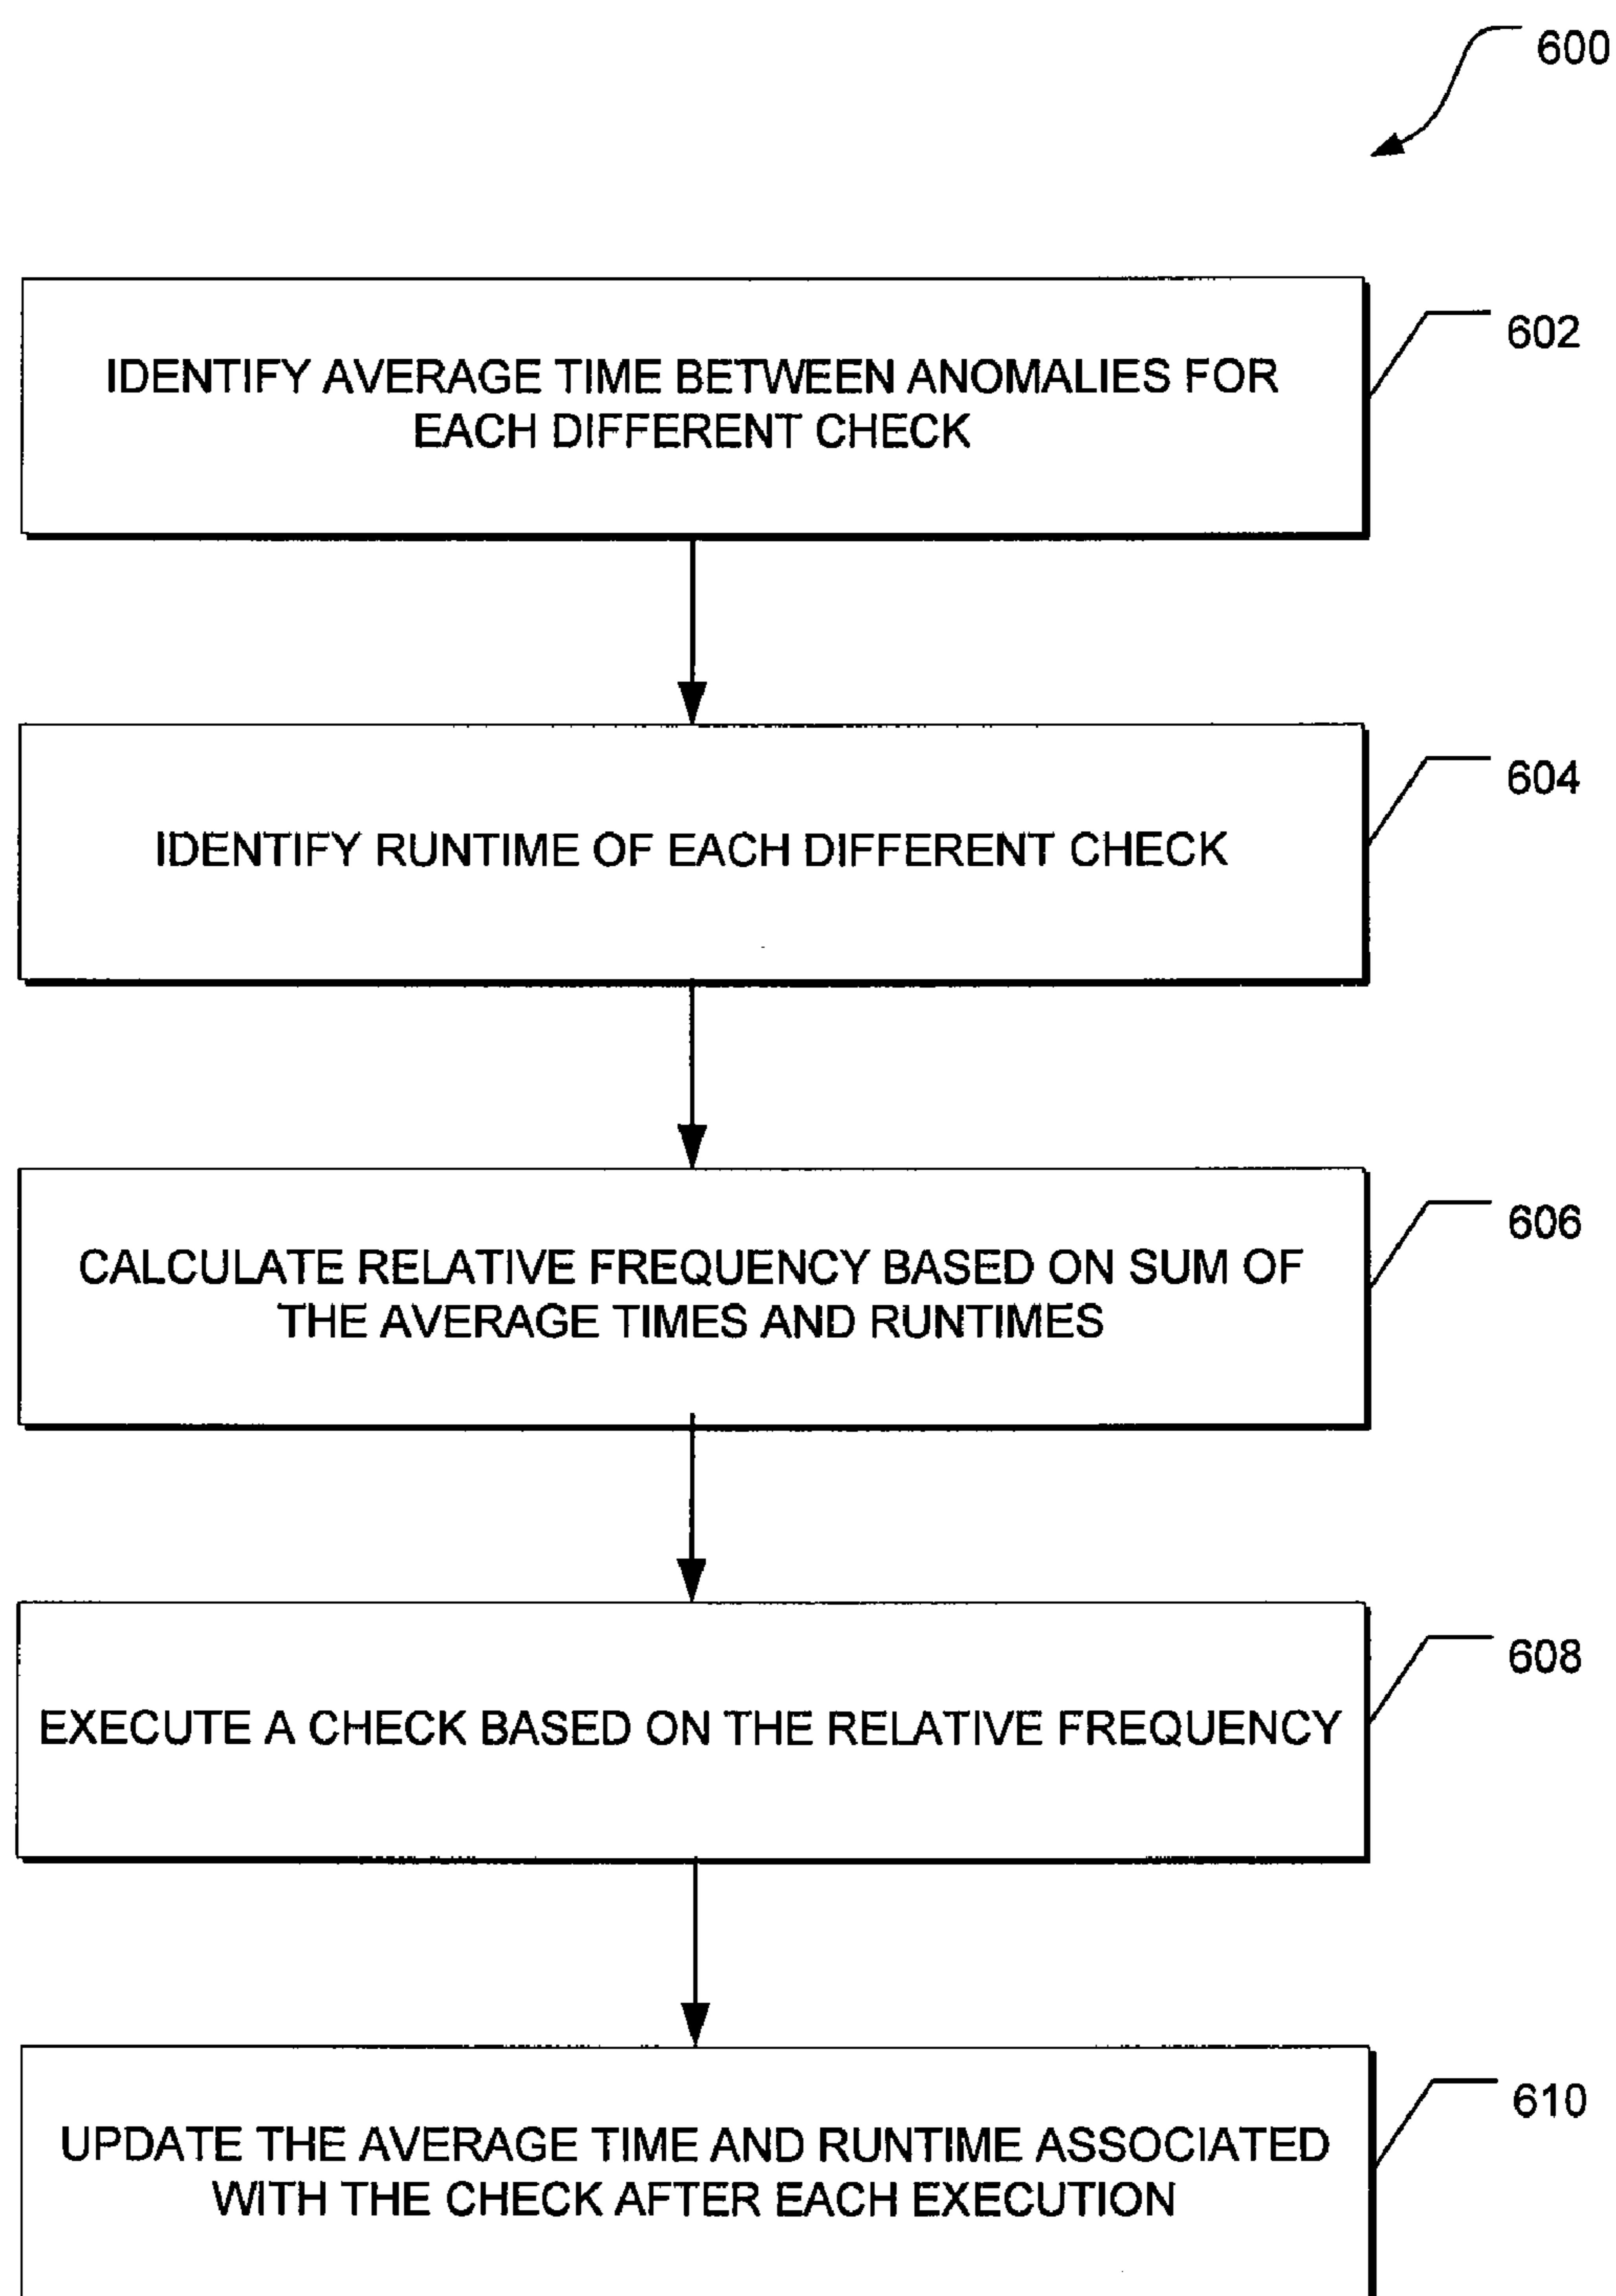 600
IDENTIFY AVERAGE TIME BETWEEN ANOMALIES FOR
EACH DIFFERENT CHECK
602
IDENTIFY RUNTIME OF EACH DIFFERENT CHECK
604
CALCULATE RELATIVE FREQUENCY BASED ON SUM OF
THE AVERAGE TIMES AND RUNTIMES
606
EXECUTE A CHECK BASED ON THE RELATIVE FREQUENCY
608
UPDATE THE AVERAGE TIME AND RUNTIME ASSOCIATED
WITH THE CHECK AFTER EACH EXECUTION
610